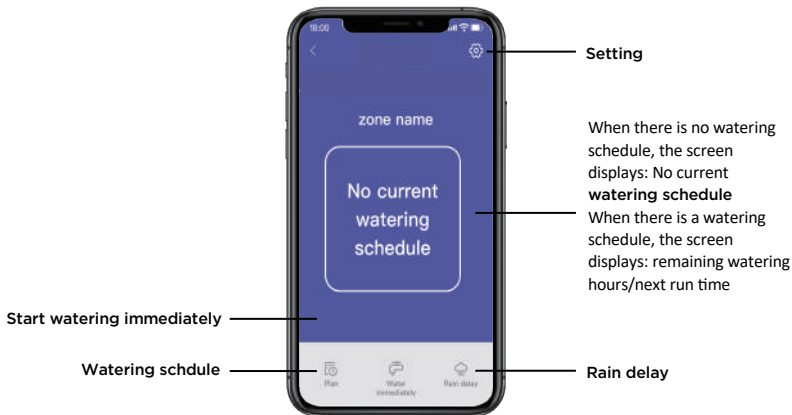 18:00
Setting
zone name
No current
watering
schedule
When there is no watering
schedule, the screen
displays: No current
watering schedule
When there is a watering
schedule, the screen
displays: remaining watering
hours/next run time
Start watering immediately
Watering schdule
Plan
Water
immediately
Rain delay
Rain delay